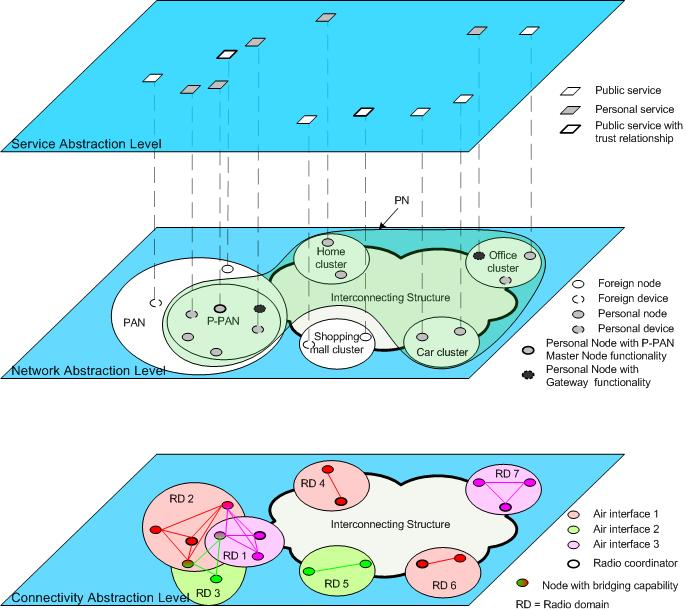 Service Abstraction Level
Public service
Personal service
Public service with
trust relationship
PN
Home
cluster
Office
cluster
Interconnecting Structure
PAN
P-PAN
Shopping
mall cluster
Car cluster
Network Abstraction Level
Foreign node
Foreign device
Personal node
Personal device
Personal Node with P-PAN
Master Node functionality
Personal Node with
Gateway functionality
RD 2
RD 4
RD 7
Interconnecting Structure
RD 1
RD 3
RD 5
RD 6
Connectivity Abstraction Level
Air interface 1
Air interface 2
Air interface 3
Radio coordinator
Node with bridging capability
RD = Radio domain